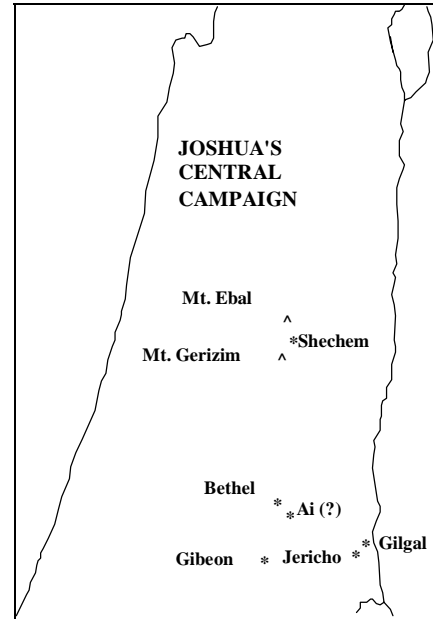 JOSHUA'S
CENTRAL
CAMPAIGN
Mt. Ebal
^
*Shechem
Mt. Gerizim ^
Bethel *
* Ai (?)
* Gilgal
Gibeon * Jericho *